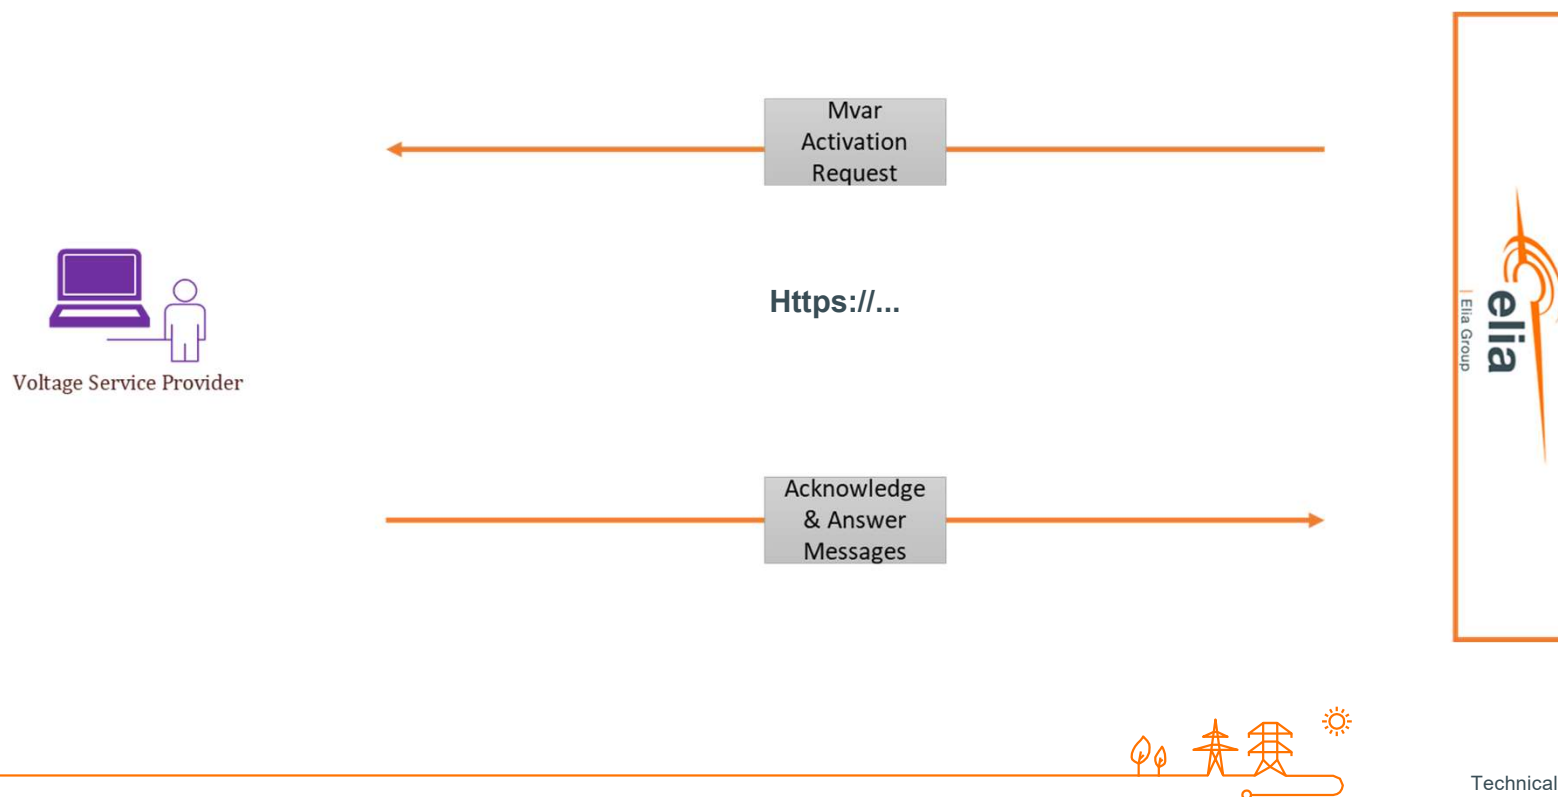 Mvar
Activation
Request
Https://...
Voltage Service Provider
elia
Elia Group
Acknowledge
& Answer
Messages
Technical